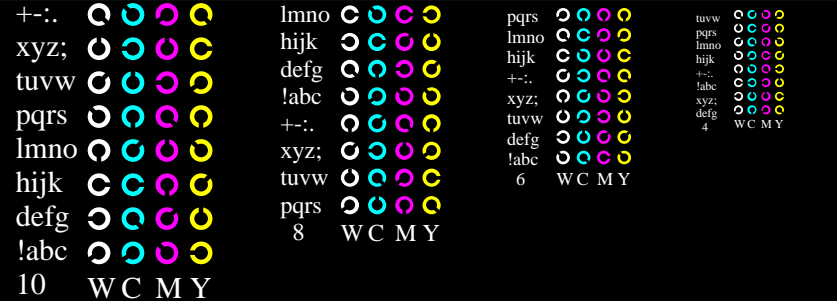 +-:.
xyz;
tuvw
pqrs
lmno
hijk
defg
!abc
10 W C M Y
lmno
hijk
defg
!abc
+-:.
xyz;
tuvw
pqrs
8 W C M Y
pqrs
lmno
hijk
+-:.
xyz;
tuvw
defg
!abc
6 W C M Y
tuvw
pqrs
lmno
hijk
+-:.
!abc
xyz;
defg
4 W C M Y